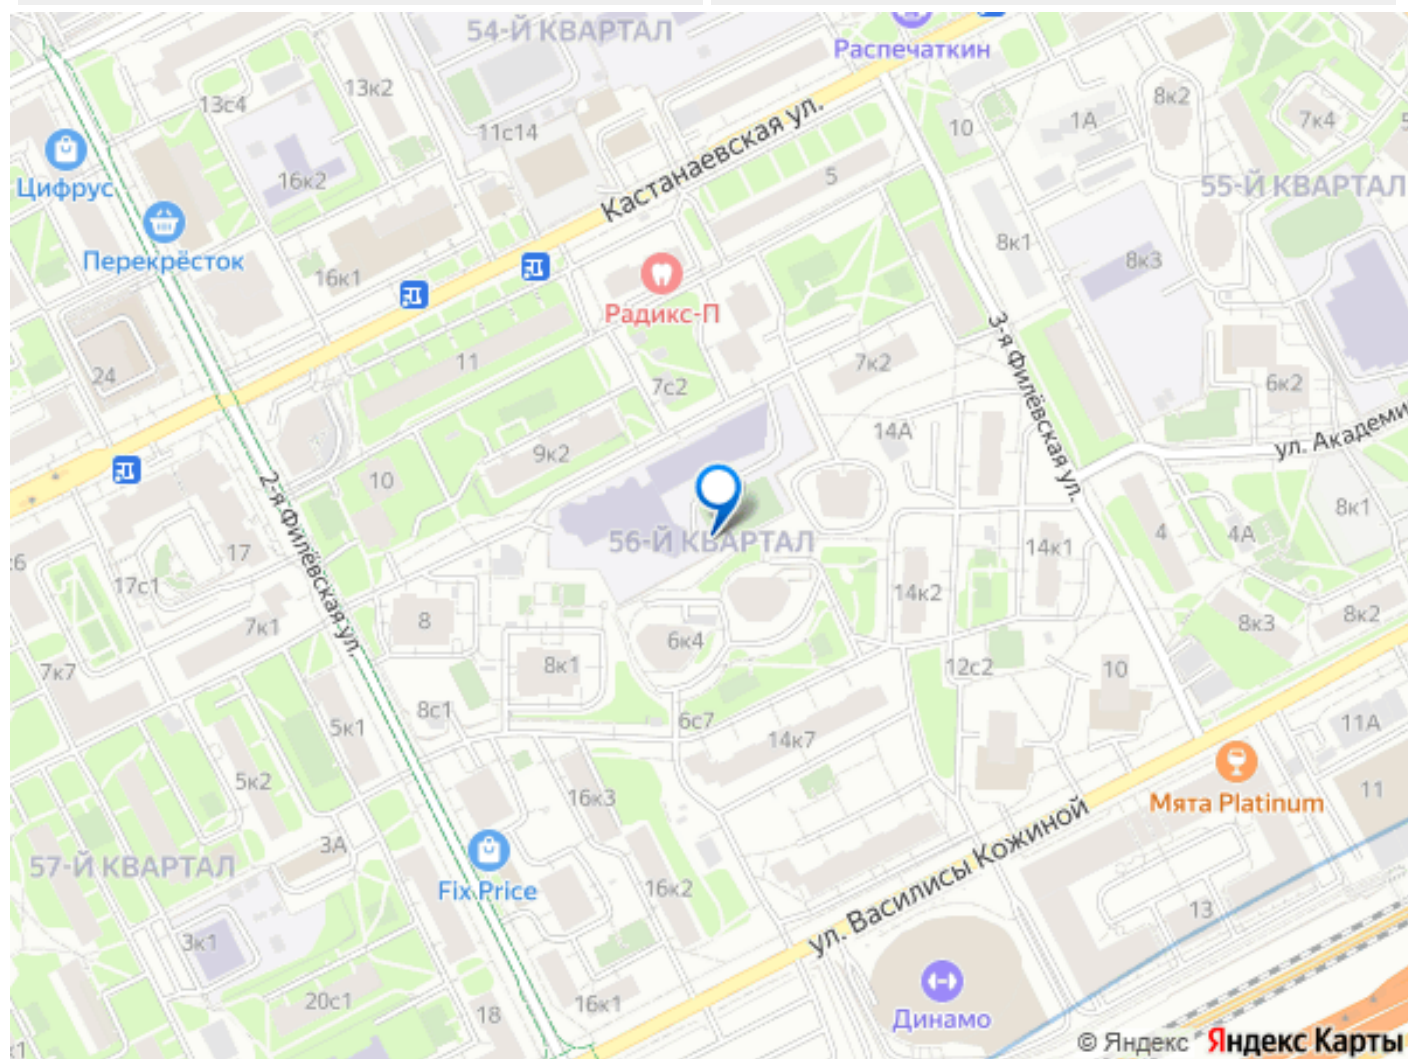 54-Й КВАРТАЛ
Распечаткин
13к2
13с4
8к2
7к4
1А
10
11с14
Кастанаевская ул.
5
16к2
Цифрус
55-Й КВАРТАЛ
Перекрёсток
8к1
8к3
16к1
Радикс-П
3-я Филёвская ул.
11
7к2
24
7с2
6к2
14А
ул. Академи
9к2
10
2-я Филёвская ул.
8к1
56-Й КВАРТАЛ
4
4А
14к1
17
17с1
14к2
8
7к1
6к4
8к3
8к2
8к1
12с2
10
7к7
8с1
6с7
5к1
14к7
11А
5к2
16к3
11
Мята Platinum
3А
57-Й КВАРТАЛ
Fix Price
16к2
ул. Василисы Кожиной
13
3к1
20с1
16к1
18
Динамо
© Яндекс Яндекс Карты